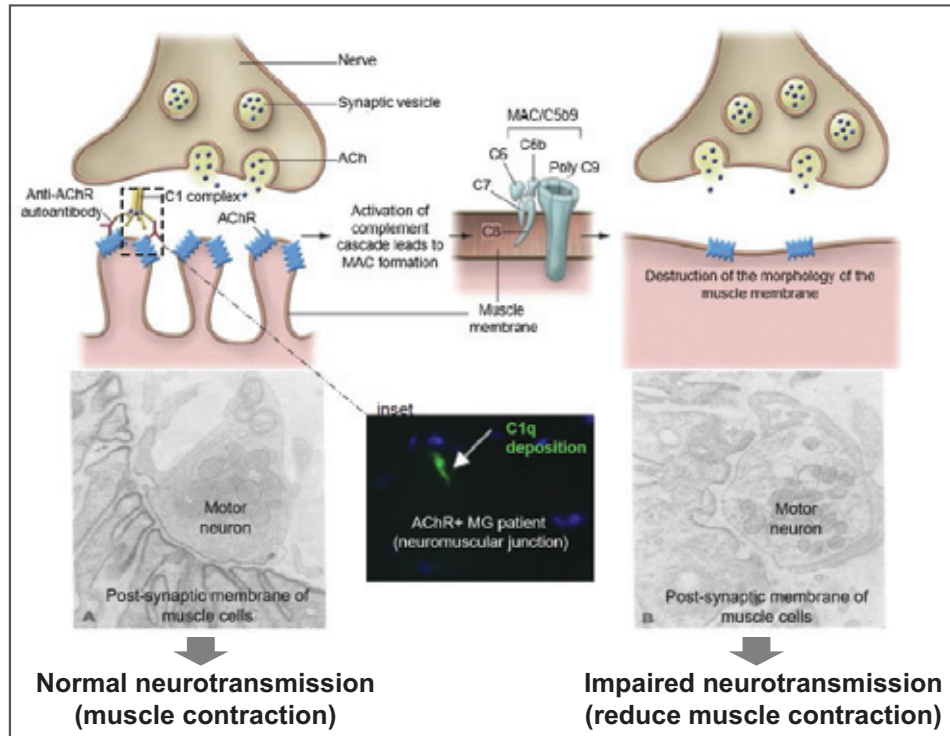 Nerve
Synaptic vesicle
ACh
Anti-AChR
autoantibody
C1 complex
AChR
Activation of
complement
cascade leads to
MAC formation
MAC/C5b9
C5b
C6
Poly C9
C7
C8
Muscle
membrane
Destruction of the morphology of the
muscle membrane
Motor
neuron
Post-synaptic membrane of
muscle cells
A
inset
C1q
deposition
AChR+ MG patient
(neuromuscular junction)
Motor
neuron
Post-synaptic membrane of
muscle cells
B
Normal neurotransmission
(muscle contraction)
Impaired neurotransmission
(reduce muscle contraction)